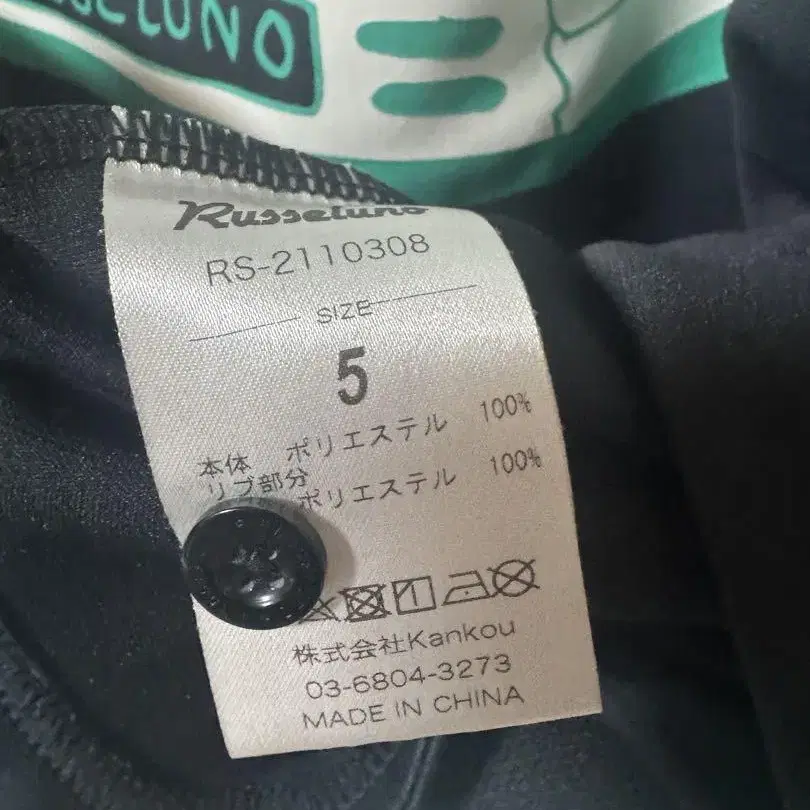 LUNO
Russeluno
RS-2110308
SIZE
5
本体 ポリエステル 100%
リブ部分
ポリエステル 100%
株式会社Kankou
03-6804-3273
MADE IN CHINA